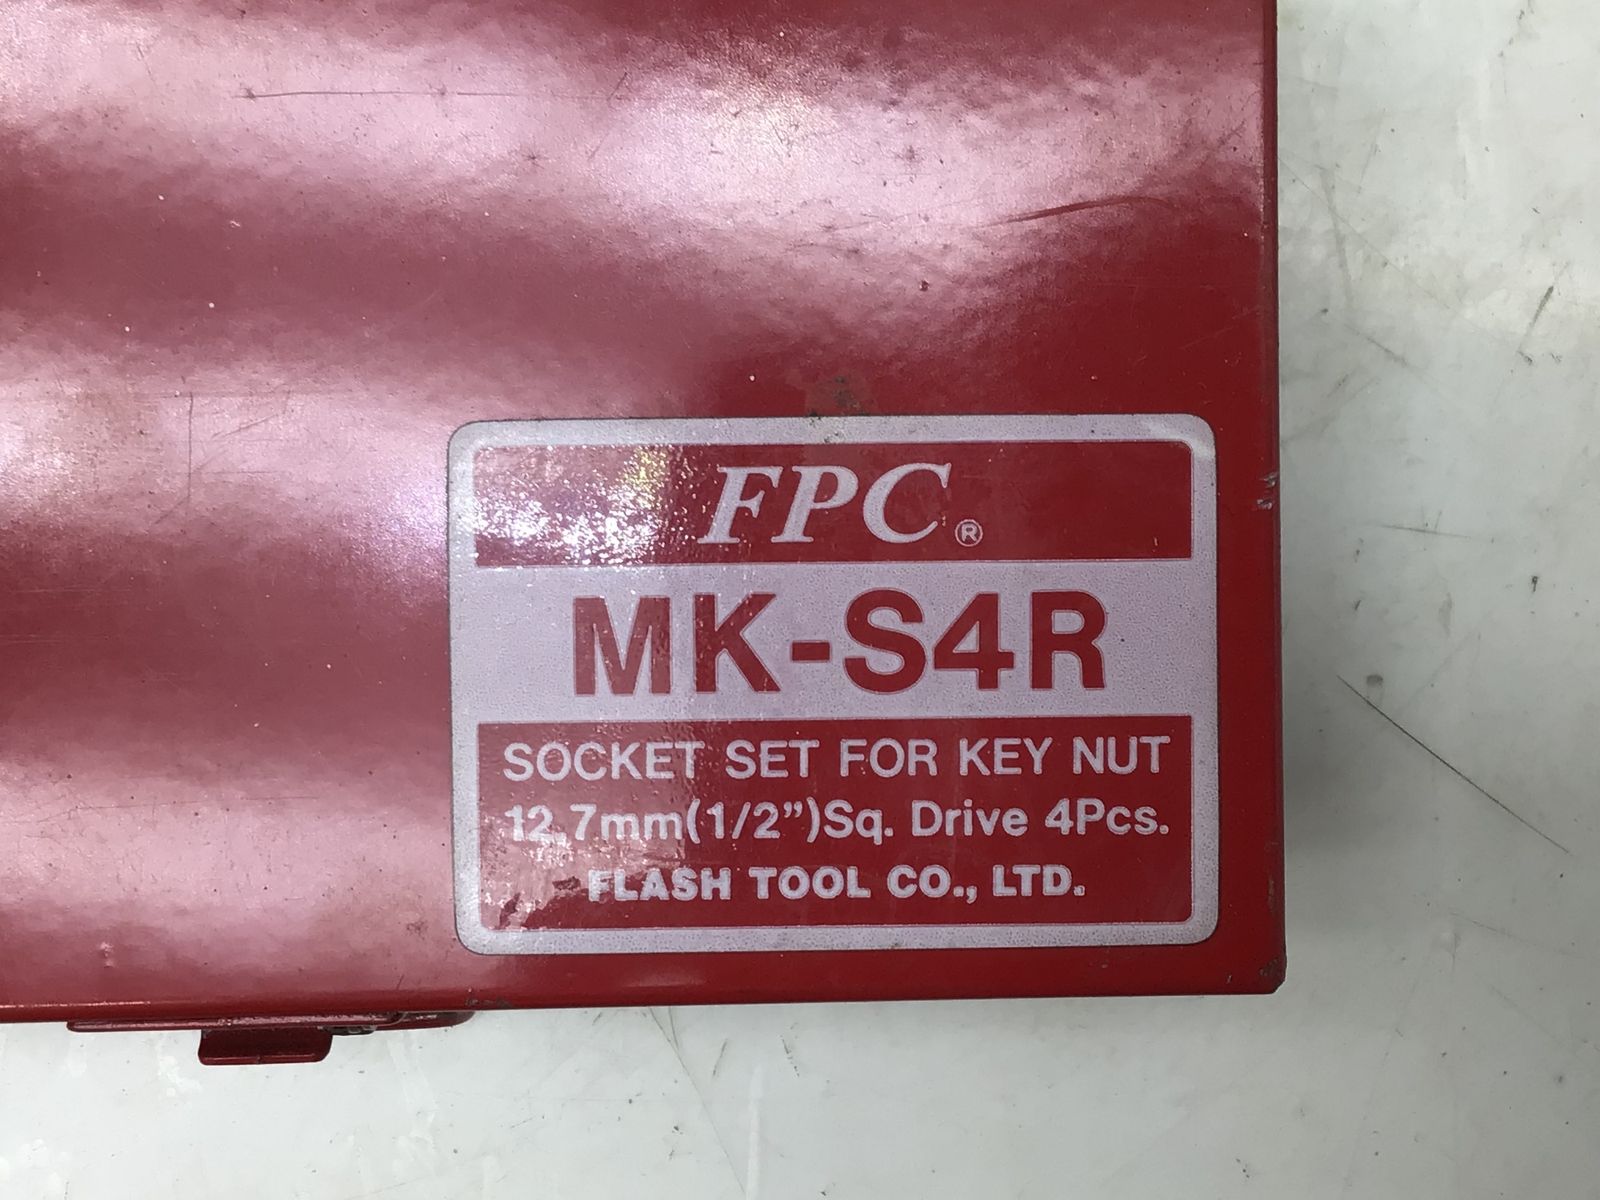 FPC®
MK-S4R
SOCKET SET FOR KEY NUT
12.7mm(1/2”)Sq. Drive 4Pcs.
FLASH TOOL CO., LTD.